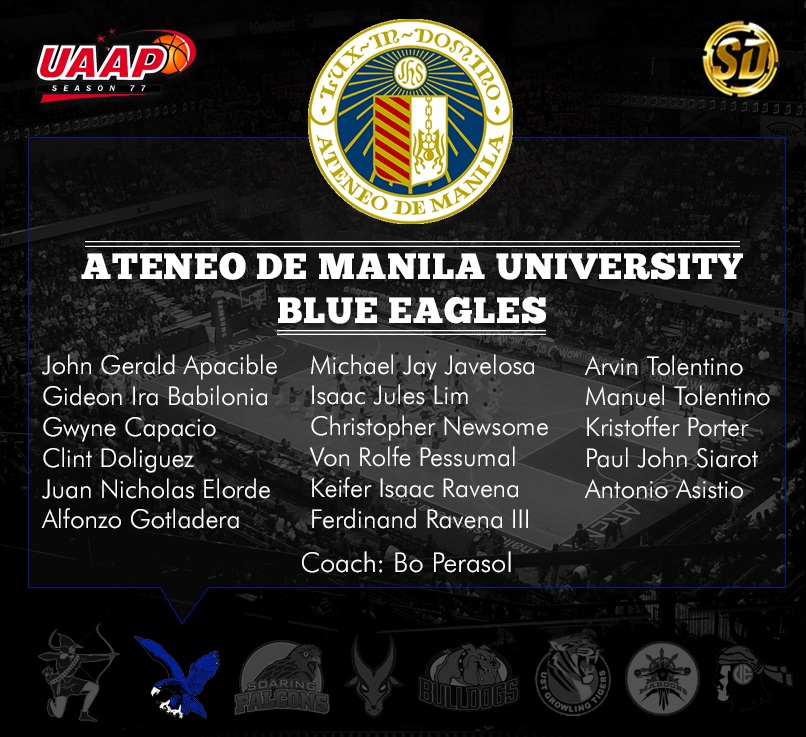 UAAP
SEASON 77
SD
LUX-IN-DOMINO
JHS
ATENEO DE MANILA
ATENEO DE MANILA UNIVERSITY
BLUE EAGLES
John Gerald Apacible
Gideon Ira Babilonia
Gwyne Capacio
Clint Doliguez
Juan Nicholas Elorde
Alfonzo Gotladera
Michael Jay Javelosa
Isaac Jules Lim
Christopher Newsome
Von Rolfe Pessumal
Keifer Isaac Ravena
Ferdinand Ravena III
Arvin Tolentino
Manuel Tolentino
Kristoffer Porter
Paul John Siarot
Antonio Asistio
Coach: Bo Perasol
SOARING
FALCONS
BULLDOGS
UST GROWLING TIGERS
MAROONS
UE